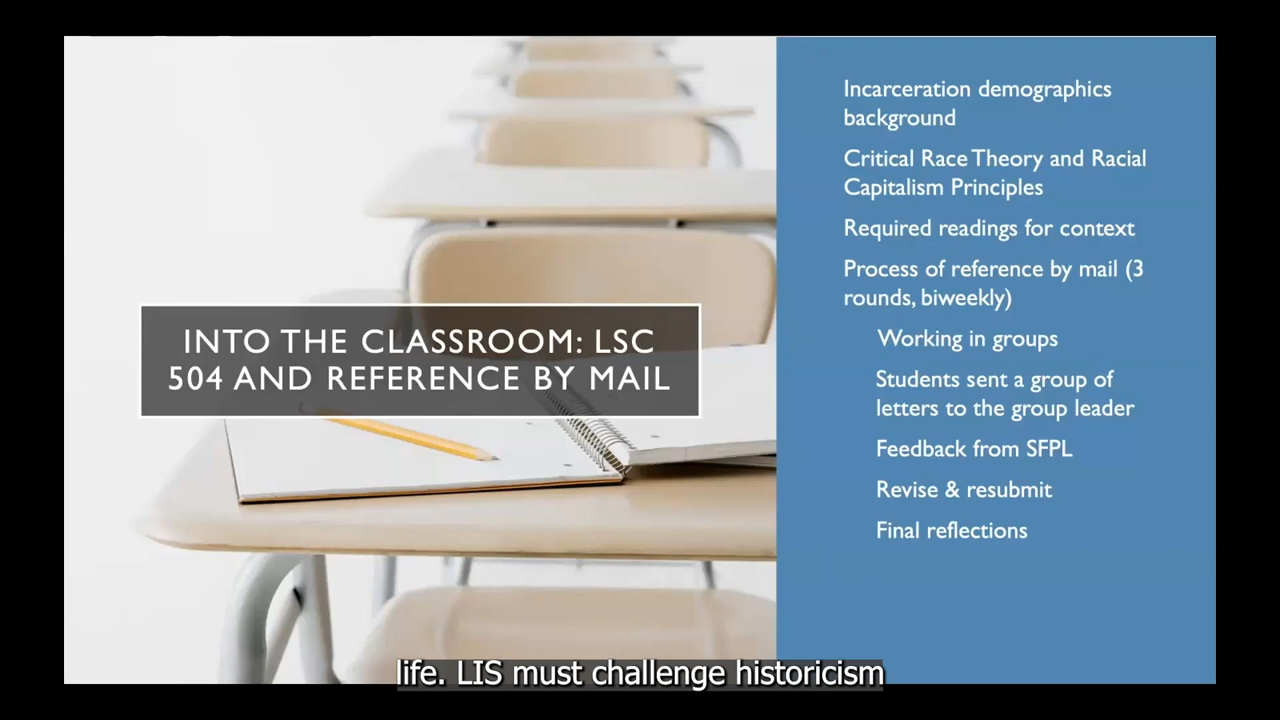 INTO THE CLASSROOM: LSC
504 AND REFERENCE BY MAIL
Incarceration demographics
background
Critical Race Theory and Racial
Capitalism Principles
Required readings for context
Process of reference by mail (3
rounds, biweekly)
Working in groups
Students sent a group of
letters to the group leader
Feedback from SFPL
Revise & resubmit
Final reflections
life. LIS must challenge historicism